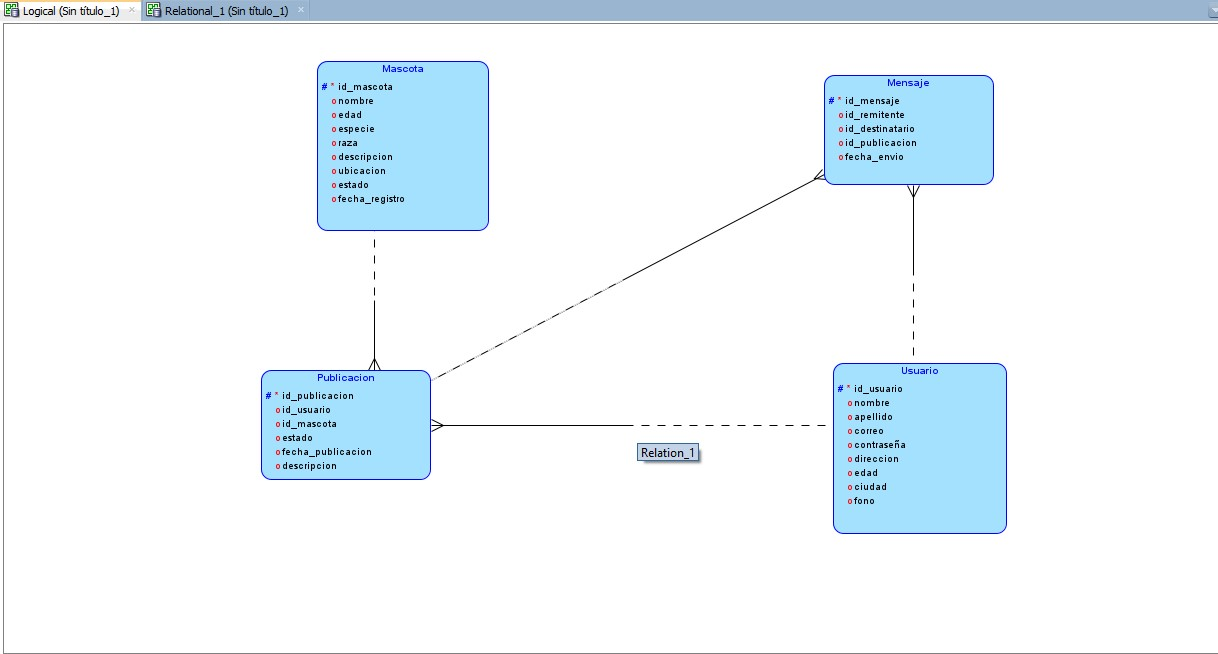 Logical (Sin título_1)
Relational_1 (Sin título_1)
Mascota
# * id_mascota
o nombre
o edad
o especie
o raza
o descripcion
o ubicacion
o estado
o fecha_registro
Mensaje
# * id_mensaje
o id_remitente
o id_destinatario
o id_publicacion
o fecha_envio
Publicacion
# * id_publicacion
o id_usuario
o id_mascota
o estado
o fecha_publicacion
o descripcion
Relation_1
Usuario
# * id_usuario
o nombre
o apellido
o correo
o contraseña
o direccion
o edad
o ciudad
o fono